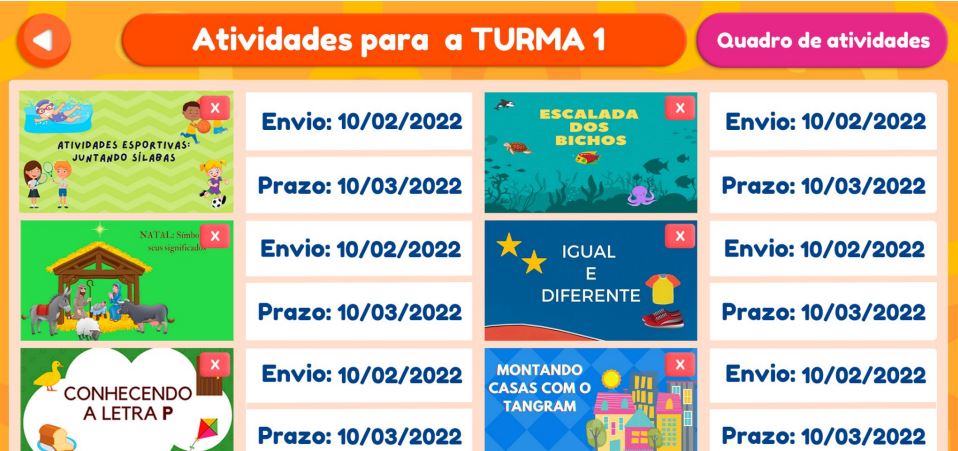 Atividades para a TURMA 1
Quadro de atividades
ATIVIDADES ESPORTIVAS:
JUNTANDO SÍLABAS
X
Envio: 10/02/2022
Prazo: 10/03/2022
ESCALADA
DOS
BICHOS
X
Envio: 10/02/2022
Prazo: 10/03/2022
NATAL:
seus significados
X
Envio: 10/02/2022
Prazo: 10/03/2022
IGUAL
E
DIFERENTE
X
Envio: 10/02/2022
Prazo: 10/03/2022
CONHECENDO
A LETRA P
X
Envio: 10/02/2022
Prazo: 10/03/2022
MONTANDO
CASAS COM O
TANGRAM
X
Envio: 10/02/2022
Prazo: 10/03/2022